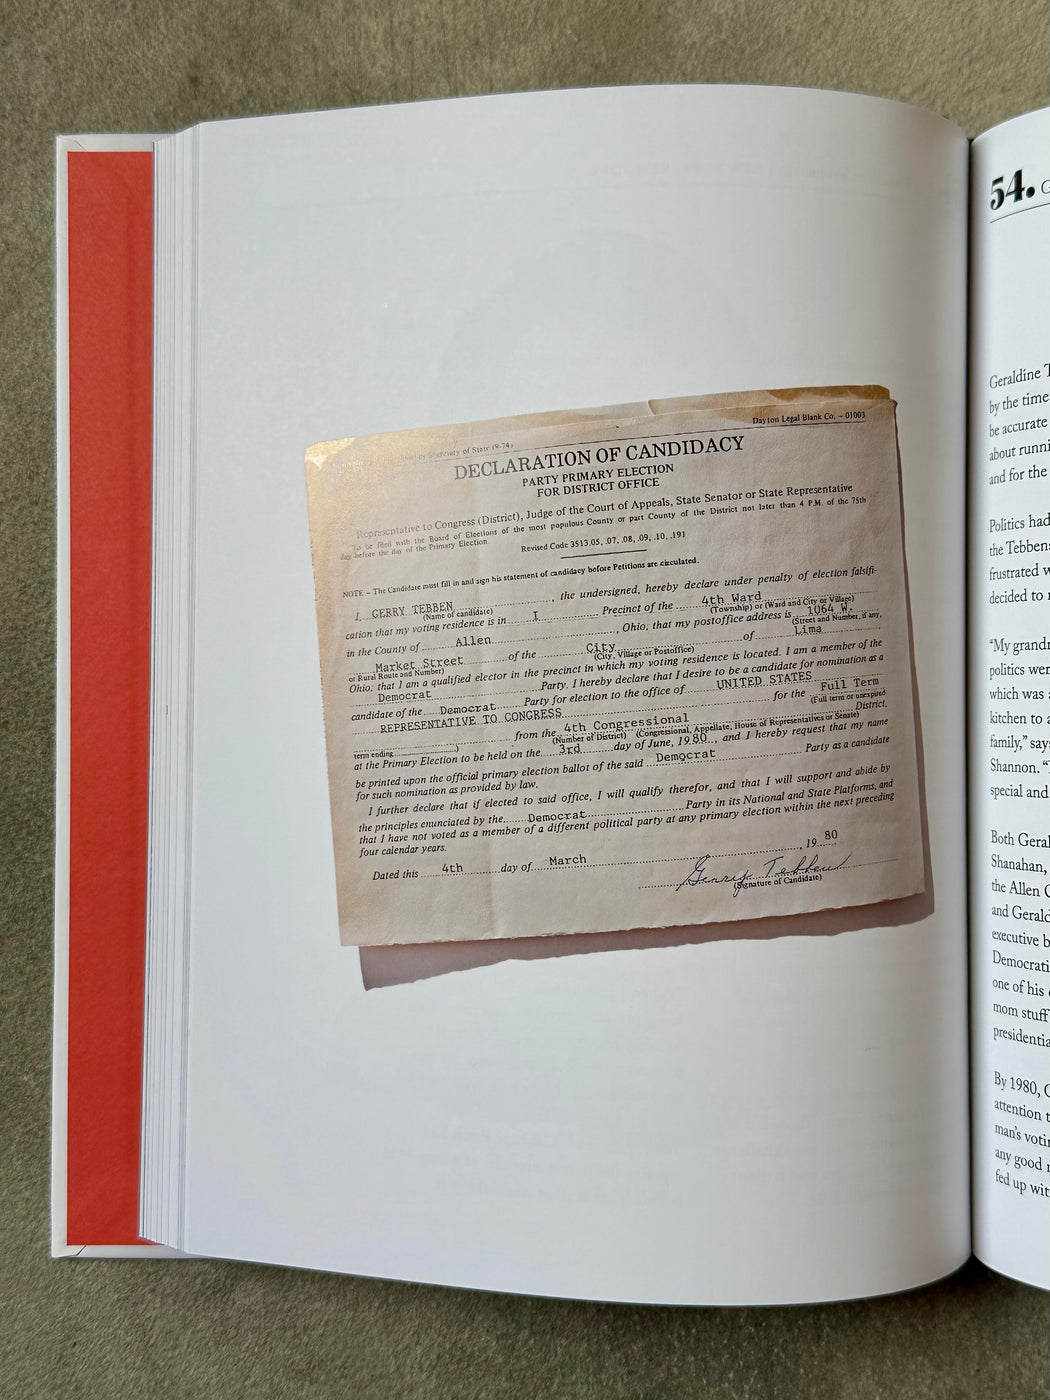 by Secretary of State (9-74)
Dayton Legal Blank Co. – 01003
DECLARATION OF CANDIDACY
PARTY PRIMARY ELECTION
FOR DISTRICT OFFICE
Representative to Congress (District), Judge of the Court of Appeals, State Senator or State Representative
To be filed with the Board of Elections of the most populous County or part County of the District not later than 4 P.M. of the 75th
day before the day of the Primary Election
Revised Code 3513.05, .07, .08, .09, .10, .191
NOTE – The Candidate must fill in and sign his statement of candidacy before Petitions are circulated.
I, GERRY TEBBEN, the undersigned, hereby declare under penalty of election falsifi-
(Name of candidate)
cation that my voting residence is in I Precinct of the 4th Ward
(Township) or (Ward and City or Village)
in the County of Allen, Ohio; that my postoffice address is 1064 W.
(Street and Number, if any,
Market Street of the City of Lima
or Rural Route and Number) (City, Village or Postoffice)
Ohio; that I am a qualified elector in the precinct in which my voting residence is located. I am a member of the
Democrat Party. I hereby declare that I desire to be a candidate for nomination as a
candidate of the Democrat Party for election to the office of UNITED STATES
REPRESENTATIVE TO CONGRESS for the Full Term
(Full term or unexpired
term ending ) from the 4th Congressional District,
(Number of District) (Congressional, Appellate, House of Representatives or Senate)
at the Primary Election to be held on the 3rd day of June, 1980, and I hereby request that my name
be printed upon the official primary election ballot of the said Democrat Party as a candidate
for such nomination as provided by law.
I further declare that if elected to said office, I will qualify therefor, and that I will support and abide by
the principles enunciated by the Democrat Party in its National and State Platforms, and
that I have not voted as a member of a different political party at any primary election within the next preceding
four calendar years.
Dated this 4th day of March, 1980
Gerry Tebben
(Signature of Candidate)
54. G
Geraldine T
by the time
be accurate
about runni
and for the
Politics had
the Tebbens
frustrated w
decided to r
“My grandm
politics wer
which was a
kitchen to a
family,” say
Shannon. “
special and
Both Geral
Shanahan,
the Allen C
and Gerald
executive b
Democrati
one of his
mom stuff
presidentia
By 1980, G
attention t
man’s voti
any good
fed up wit